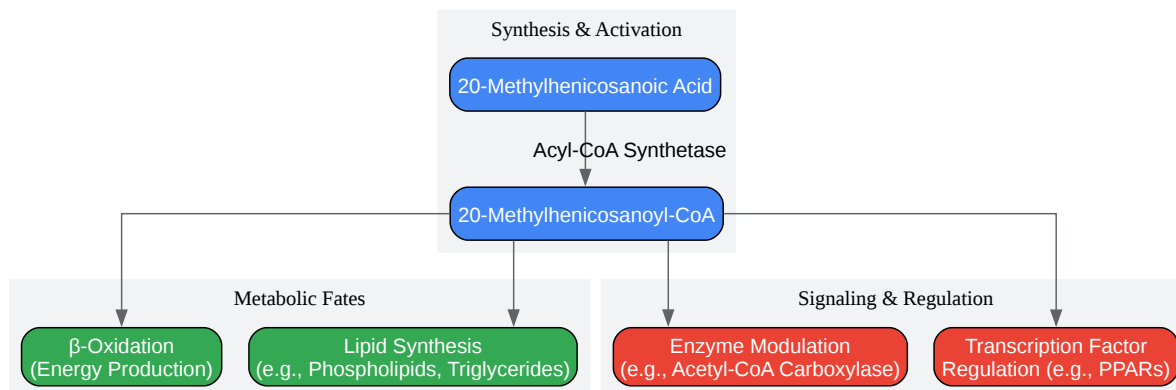 Synthesis & Activation
20-Methylhenicosanoic Acid
Acyl-CoA Synthetase
20-Methylhenicosanoyl-CoA
Metabolic Fates
β-Oxidation
(Energy Production)
Lipid Synthesis
(e.g., Phospholipids, Triglycerides)
Signaling & Regulation
Enzyme Modulation
(e.g., Acetyl-CoA Carboxylase)
Transcription Factor
Regulation (e.g., PPARs)